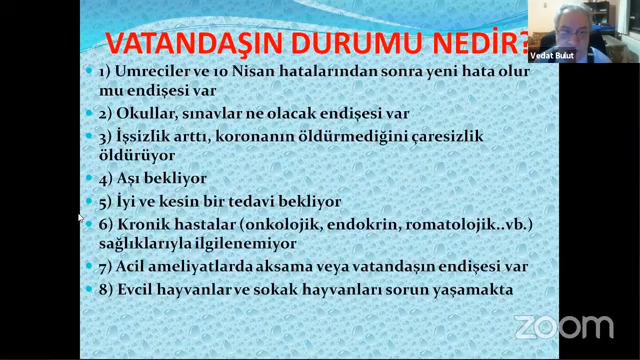 VATANDAŞIN DURUMU NEDİR?
Vedat Bulut
1) Umreciler ve 10 Nisan hatalarından sonra yeni hata olur
mu endişesi var
2) Okullar, sınavlar ne olacak endişesi var
3) İşsizlik arttı, koronanın öldürmediğini çaresizlik
öldürüyor
4) Aşı bekliyor
5) İyi ve kesin bir tedavi bekliyor
6) Kronik hastalar (onkolojik, endokrin, romatolojik..vb.)
sağlıklarıyla ilgilenemiyor
7) Acil ameliyatlarda aksama veya vatandaşın endişesi var
8) Evcil hayvanlar ve sokak hayvanları sorun yaşamakta
zoom